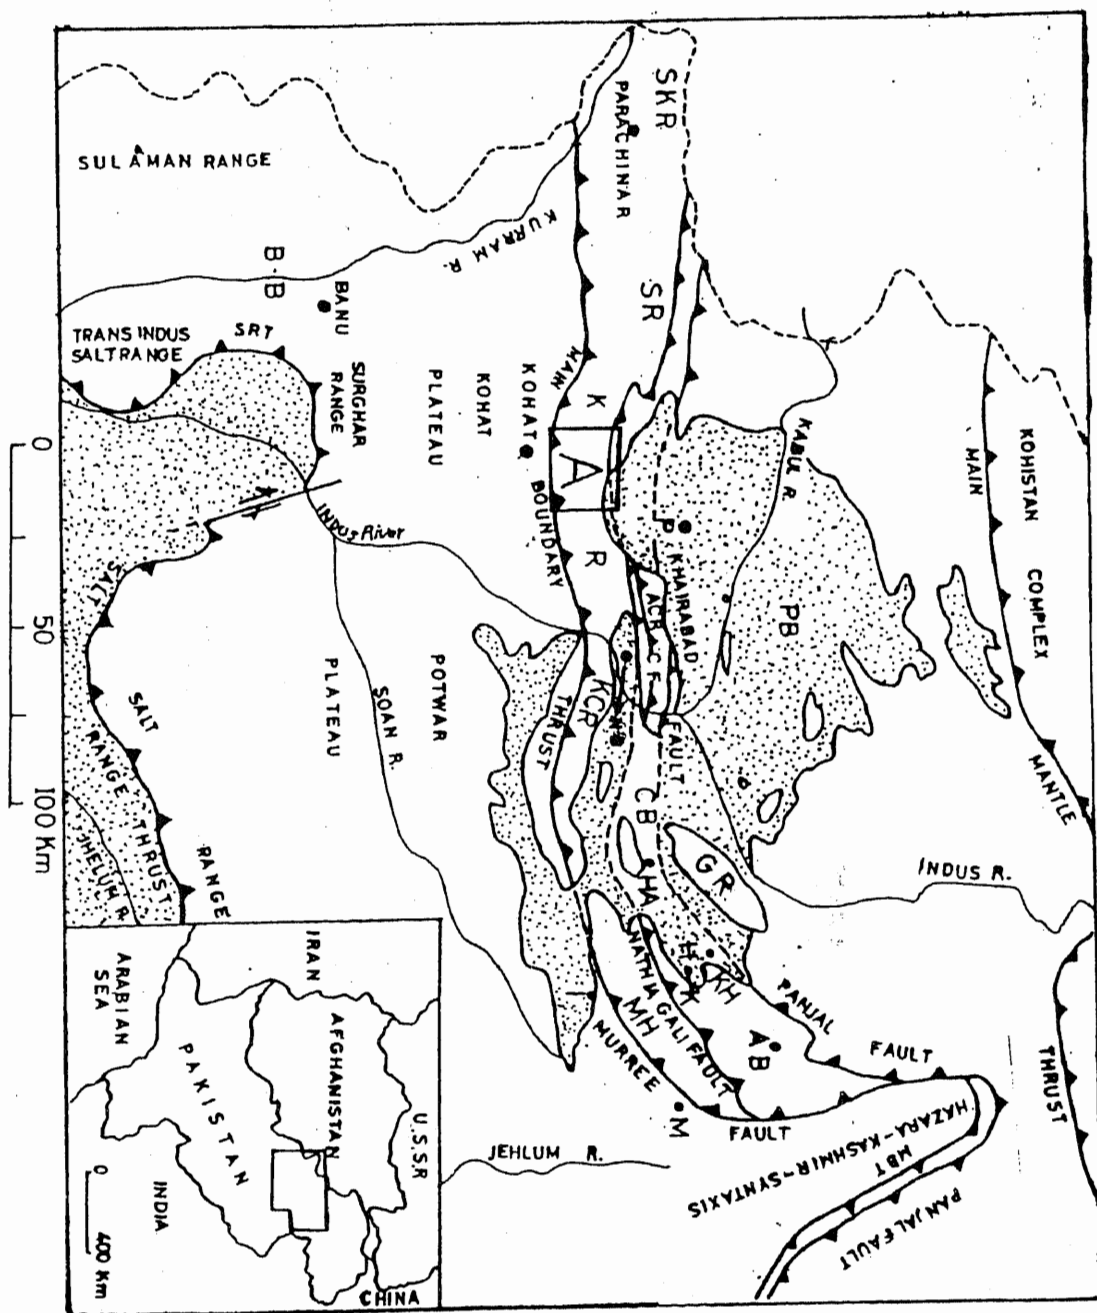 SKR
PARACHINAR
SULAMAN RANGE
KURRAM R.
B.B
BANU
SR
TRANS INDUS
SALTRANGE
SRT
SURGHAR
RANGE
KOHAT
PLATEAU
KOHAT
MAIN
BOUNDARY
THRUST
K
R
A
KABUL R.
P
KHAIRABAD
FAULT
ACR
A C F
PB
MAIN
MANTLE
THRUST
KOHISTAN COMPLEX
INDUS River
SALT
RANGE
THRUST
SALT
RANGE
POTWAR
PLATEAU
SOAN R.
JHELUM R.
KCR
N
CB
HA
GR
H
KH
INDUS R.
NATHIA GALI FAULT
MH
MURREE
FAULT
M
AB
PANJAL
FAULT
HAZARA-KASHMIR-SYNTAXIS
MBT
PANJAL FAULT
JEHLUM R.
0
50
100 Km
ARABIAN
SEA
IRAN
AFGHANISTAN
U.S.S.R
PAKISTAN
INDIA
CHINA
0
400 Km